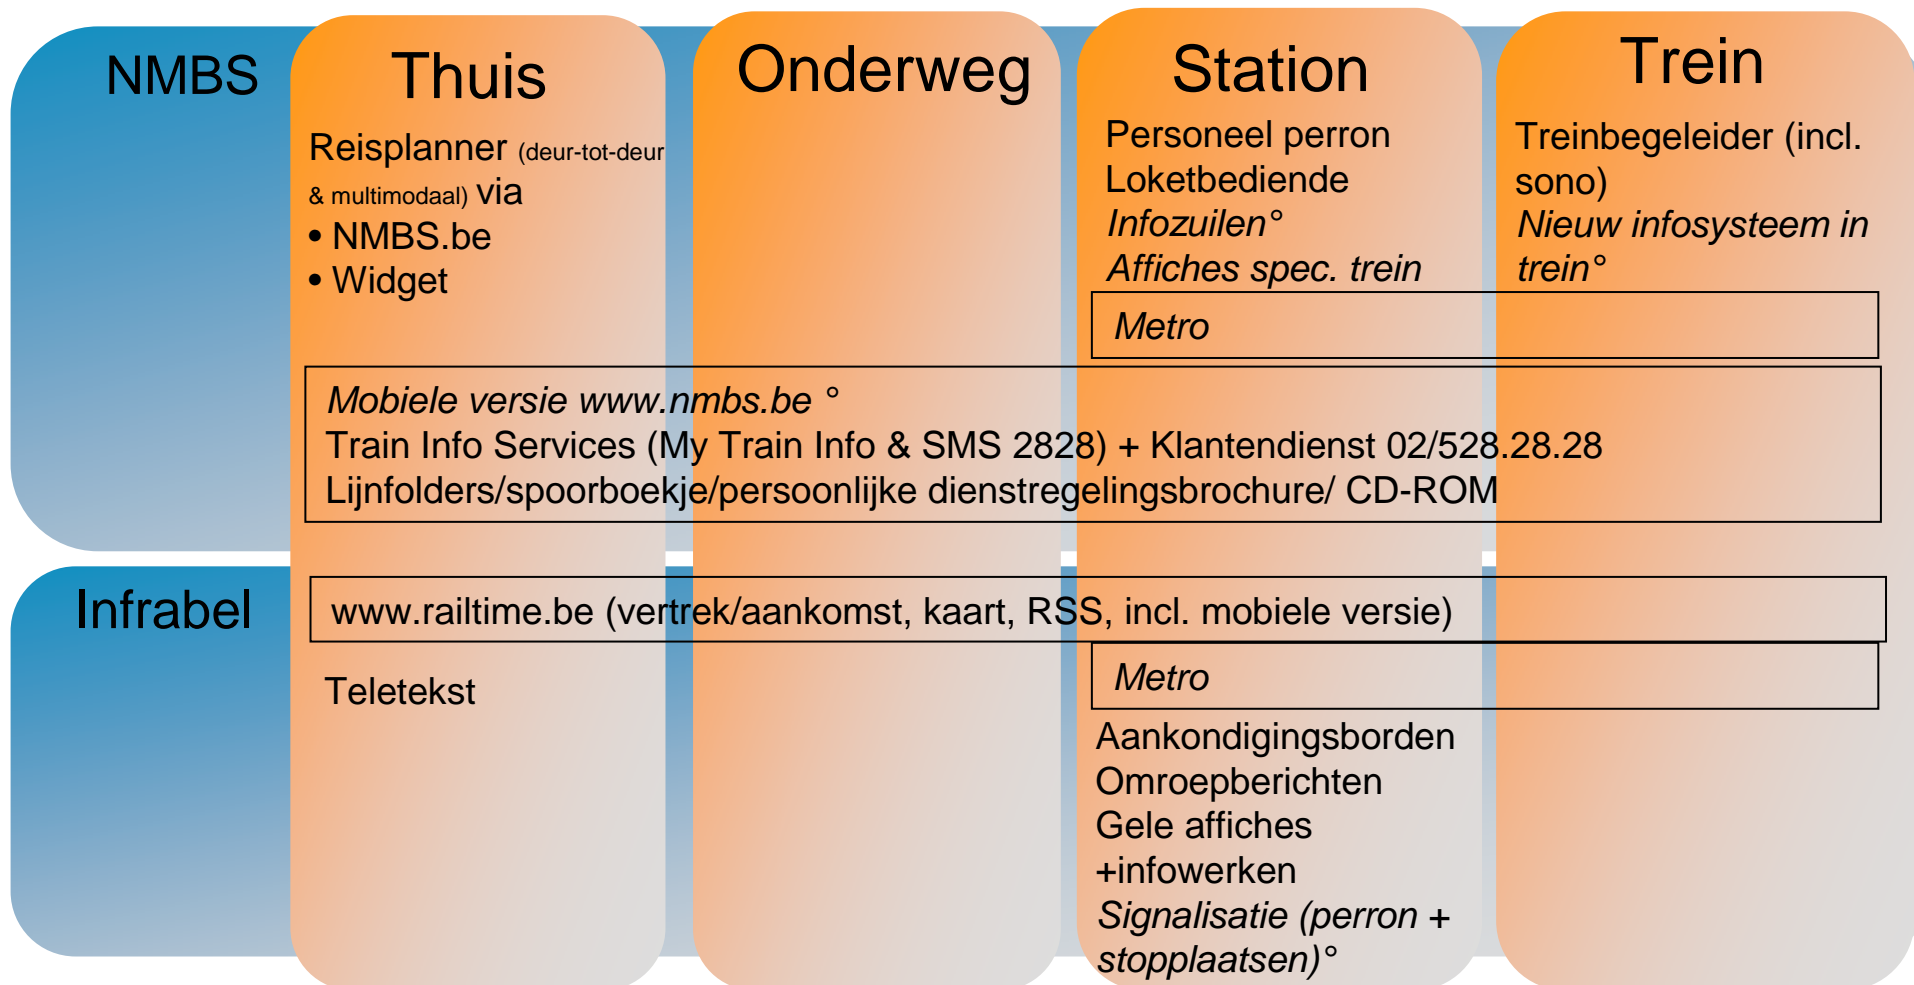 NMBS
Thuis
Onderweg
Station
Trein
Reisplanner (deur-tot-deur
& multimodaal) via
• NMBS.be
• Widget
Personeel perron
Loketbediende
Infozuilen°
Affiches spec. trein
Treinbegeleider (incl.
sono)
Nieuw infosysteem in
trein°
Metro
Mobiele versie www.nmbs.be °
Train Info Services (My Train Info & SMS 2828) + Klantendienst 02/528.28.28
Lijnfolders/spoorboekje/persoonlijke dienstregelingsbrochure/ CD-ROM
Infrabel
www.railtime.be (vertrek/aankomst, kaart, RSS, incl. mobiele versie)
Teletekst
Metro
Aankondigingsborden
Omroepberichten
Gele affiches
+infowerken
Signalisatie (perron +
stopplaatsen)°